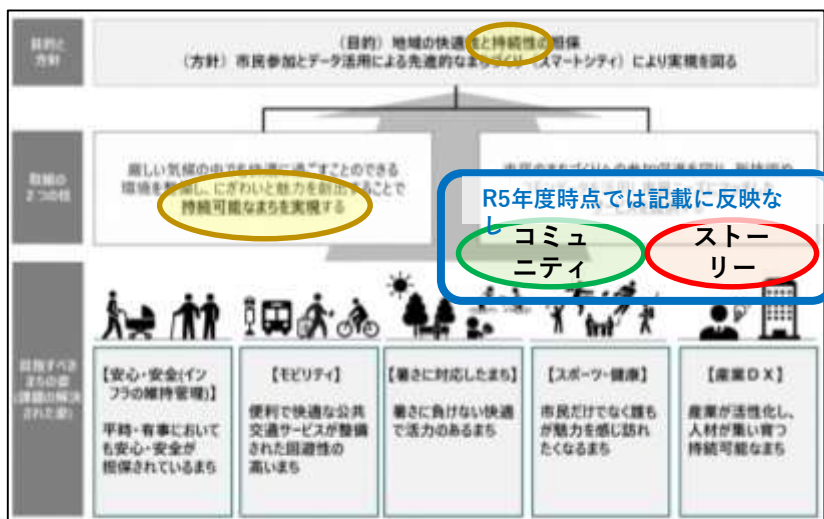 目的と
方針
(目的) 地域の快適性と持続性の担保
(方針) 市民参加とデータ活用による先進的なまちづくり(スマートシティ)により実現を図る
取組の
2つの柱
厳しい気候の中でも快適に過ごすことのできる
環境を整備し、にぎわいと魅力を創出することで
持続可能なまちを実現する
R5年度時点では記載に反映な
し
コミュ
ニティ
ストー
リー
目指すべき
まちの姿
(課題の解決
された姿)
【安心・安全(イン
フラの維持管理)】
平時・有事において
も安心・安全が
担保されているまち
【モビリティ】
便利で快適な公共
交通サービスが整備
された回遊性の
高いまち
【暑さに対応したまち】
暑さに負けない快適
で活力のあるまち
【スポーツ・健康】
市民だけでなく誰も
が魅力を感じ訪れ
たくなるまち
【産業DX】
産業が活性化し、
人材が集い育つ
持続可能なまち